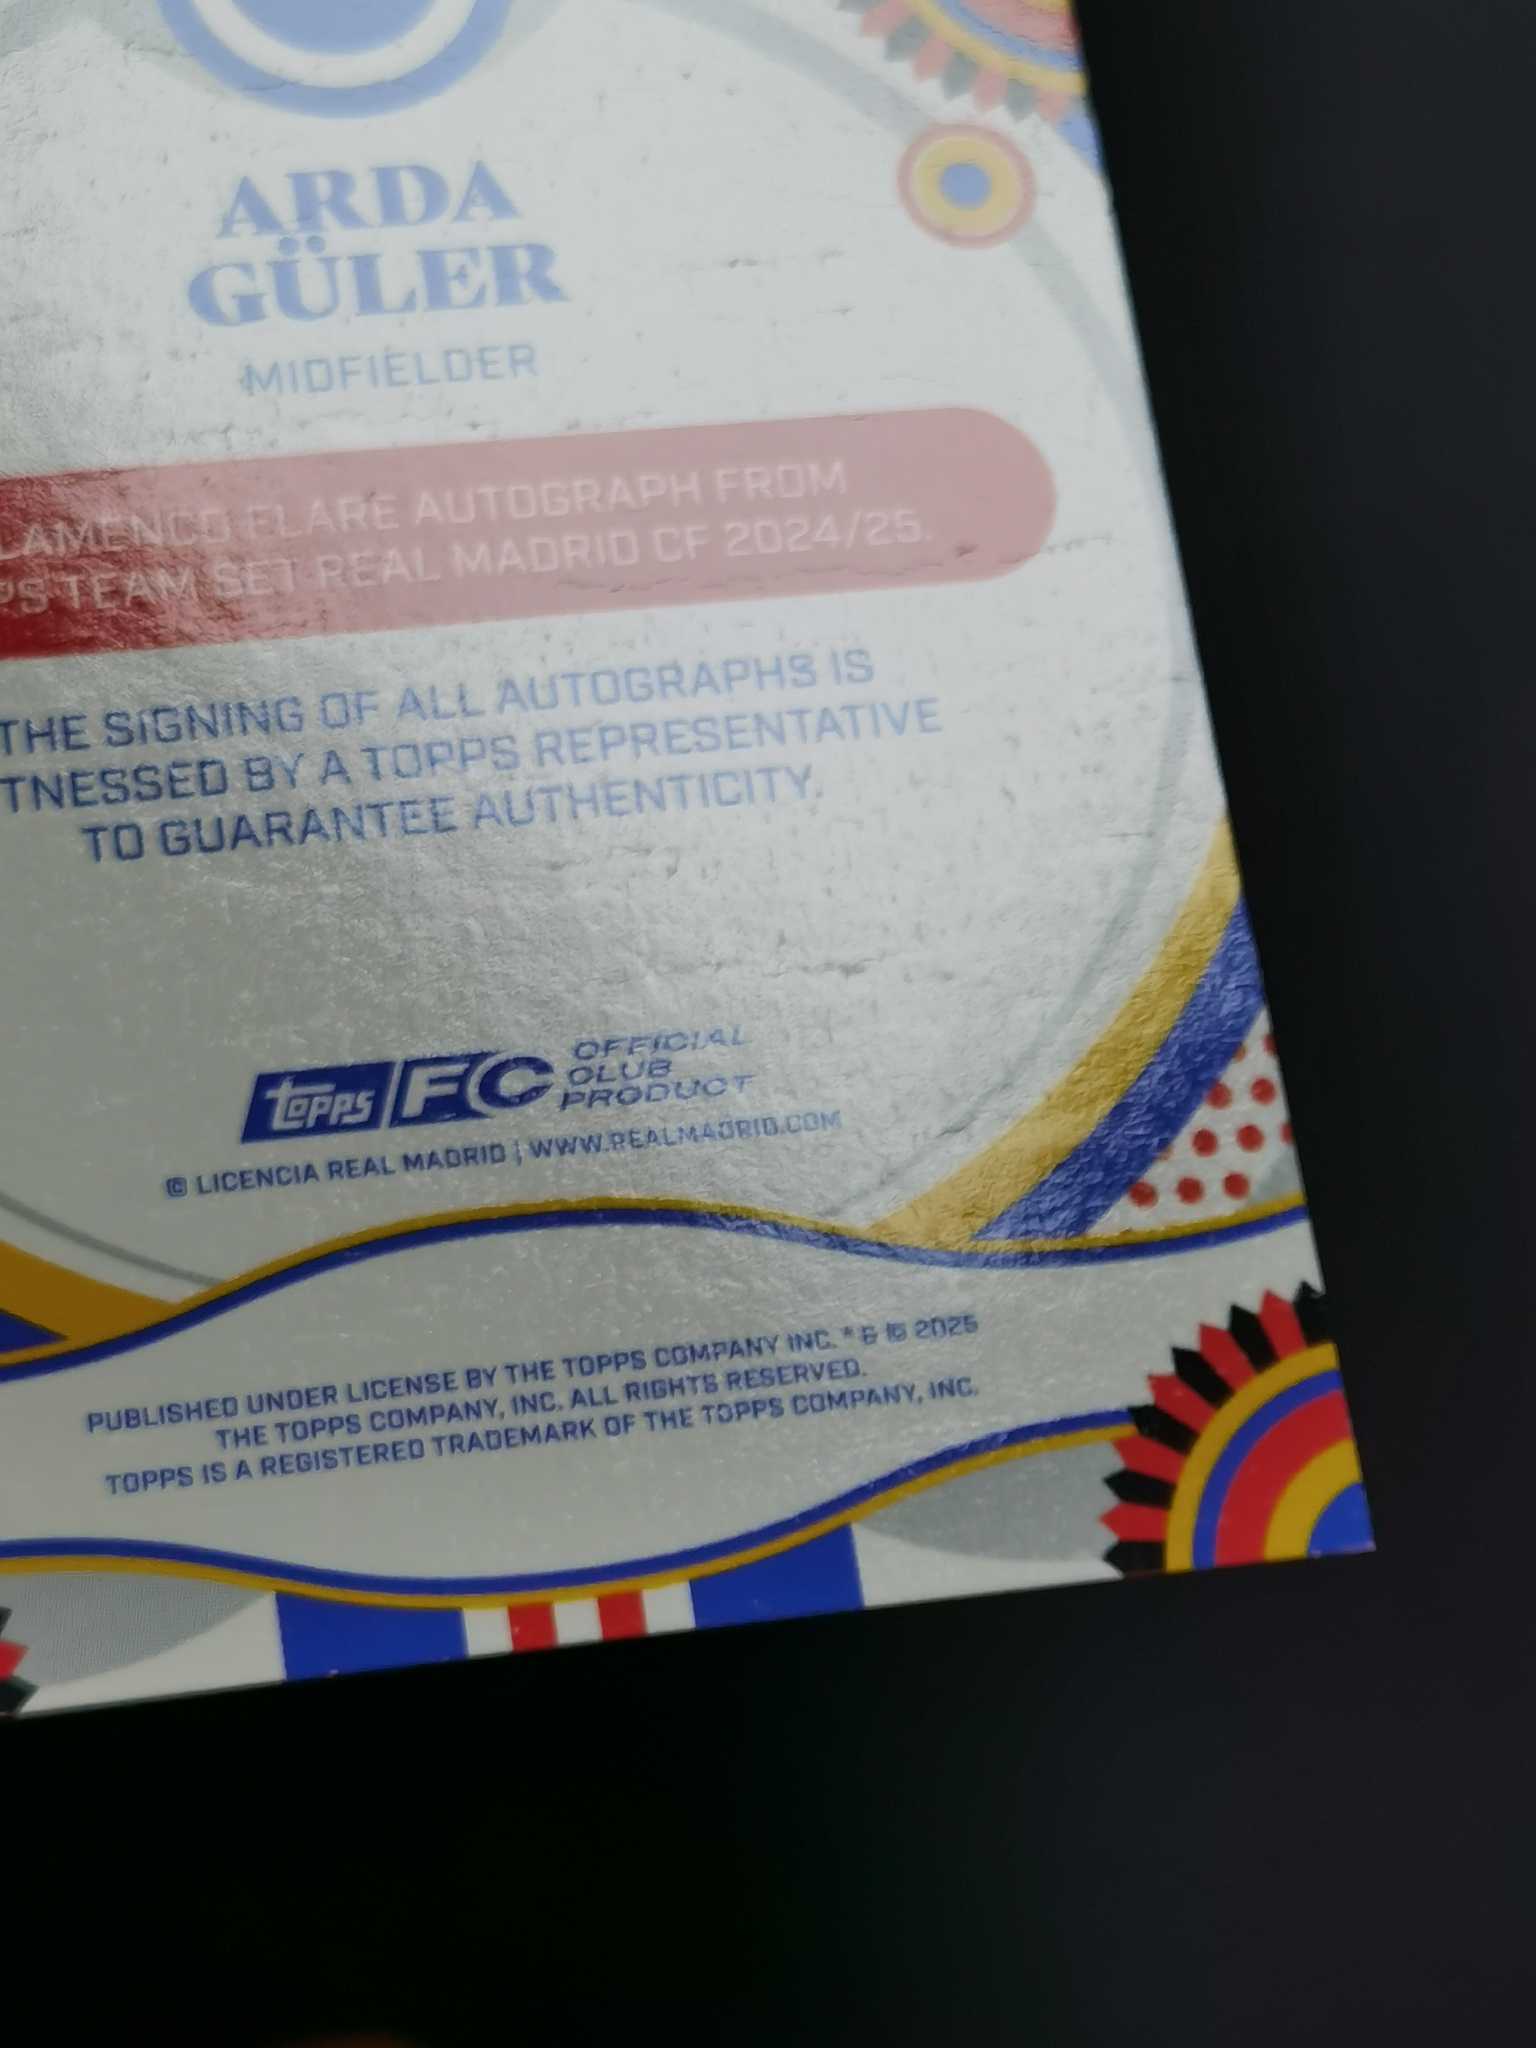 ARDA
GÜLER
MIDFIELDER
FLARE AUTOGRAPH FROM
TEAM SET REAL MADRID CF 2024/25.
THE SIGNING OF ALL AUTOGRAPHS IS
TNESSED BY A TOPPS REPRESENTATIVE
TO GUARANTEE AUTHENTICITY.
topps FC OFFICIAL
CLUB
PRODUCT
© LICENCIA REAL MADRID | WWW.REALMADRID.COM
PUBLISHED UNDER LICENSE BY THE TOPPS COMPANY INC. * & © 2025
THE TOPPS COMPANY, INC. ALL RIGHTS RESERVED.
TOPPS IS A REGISTERED TRADEMARK OF THE TOPPS COMPANY, INC.